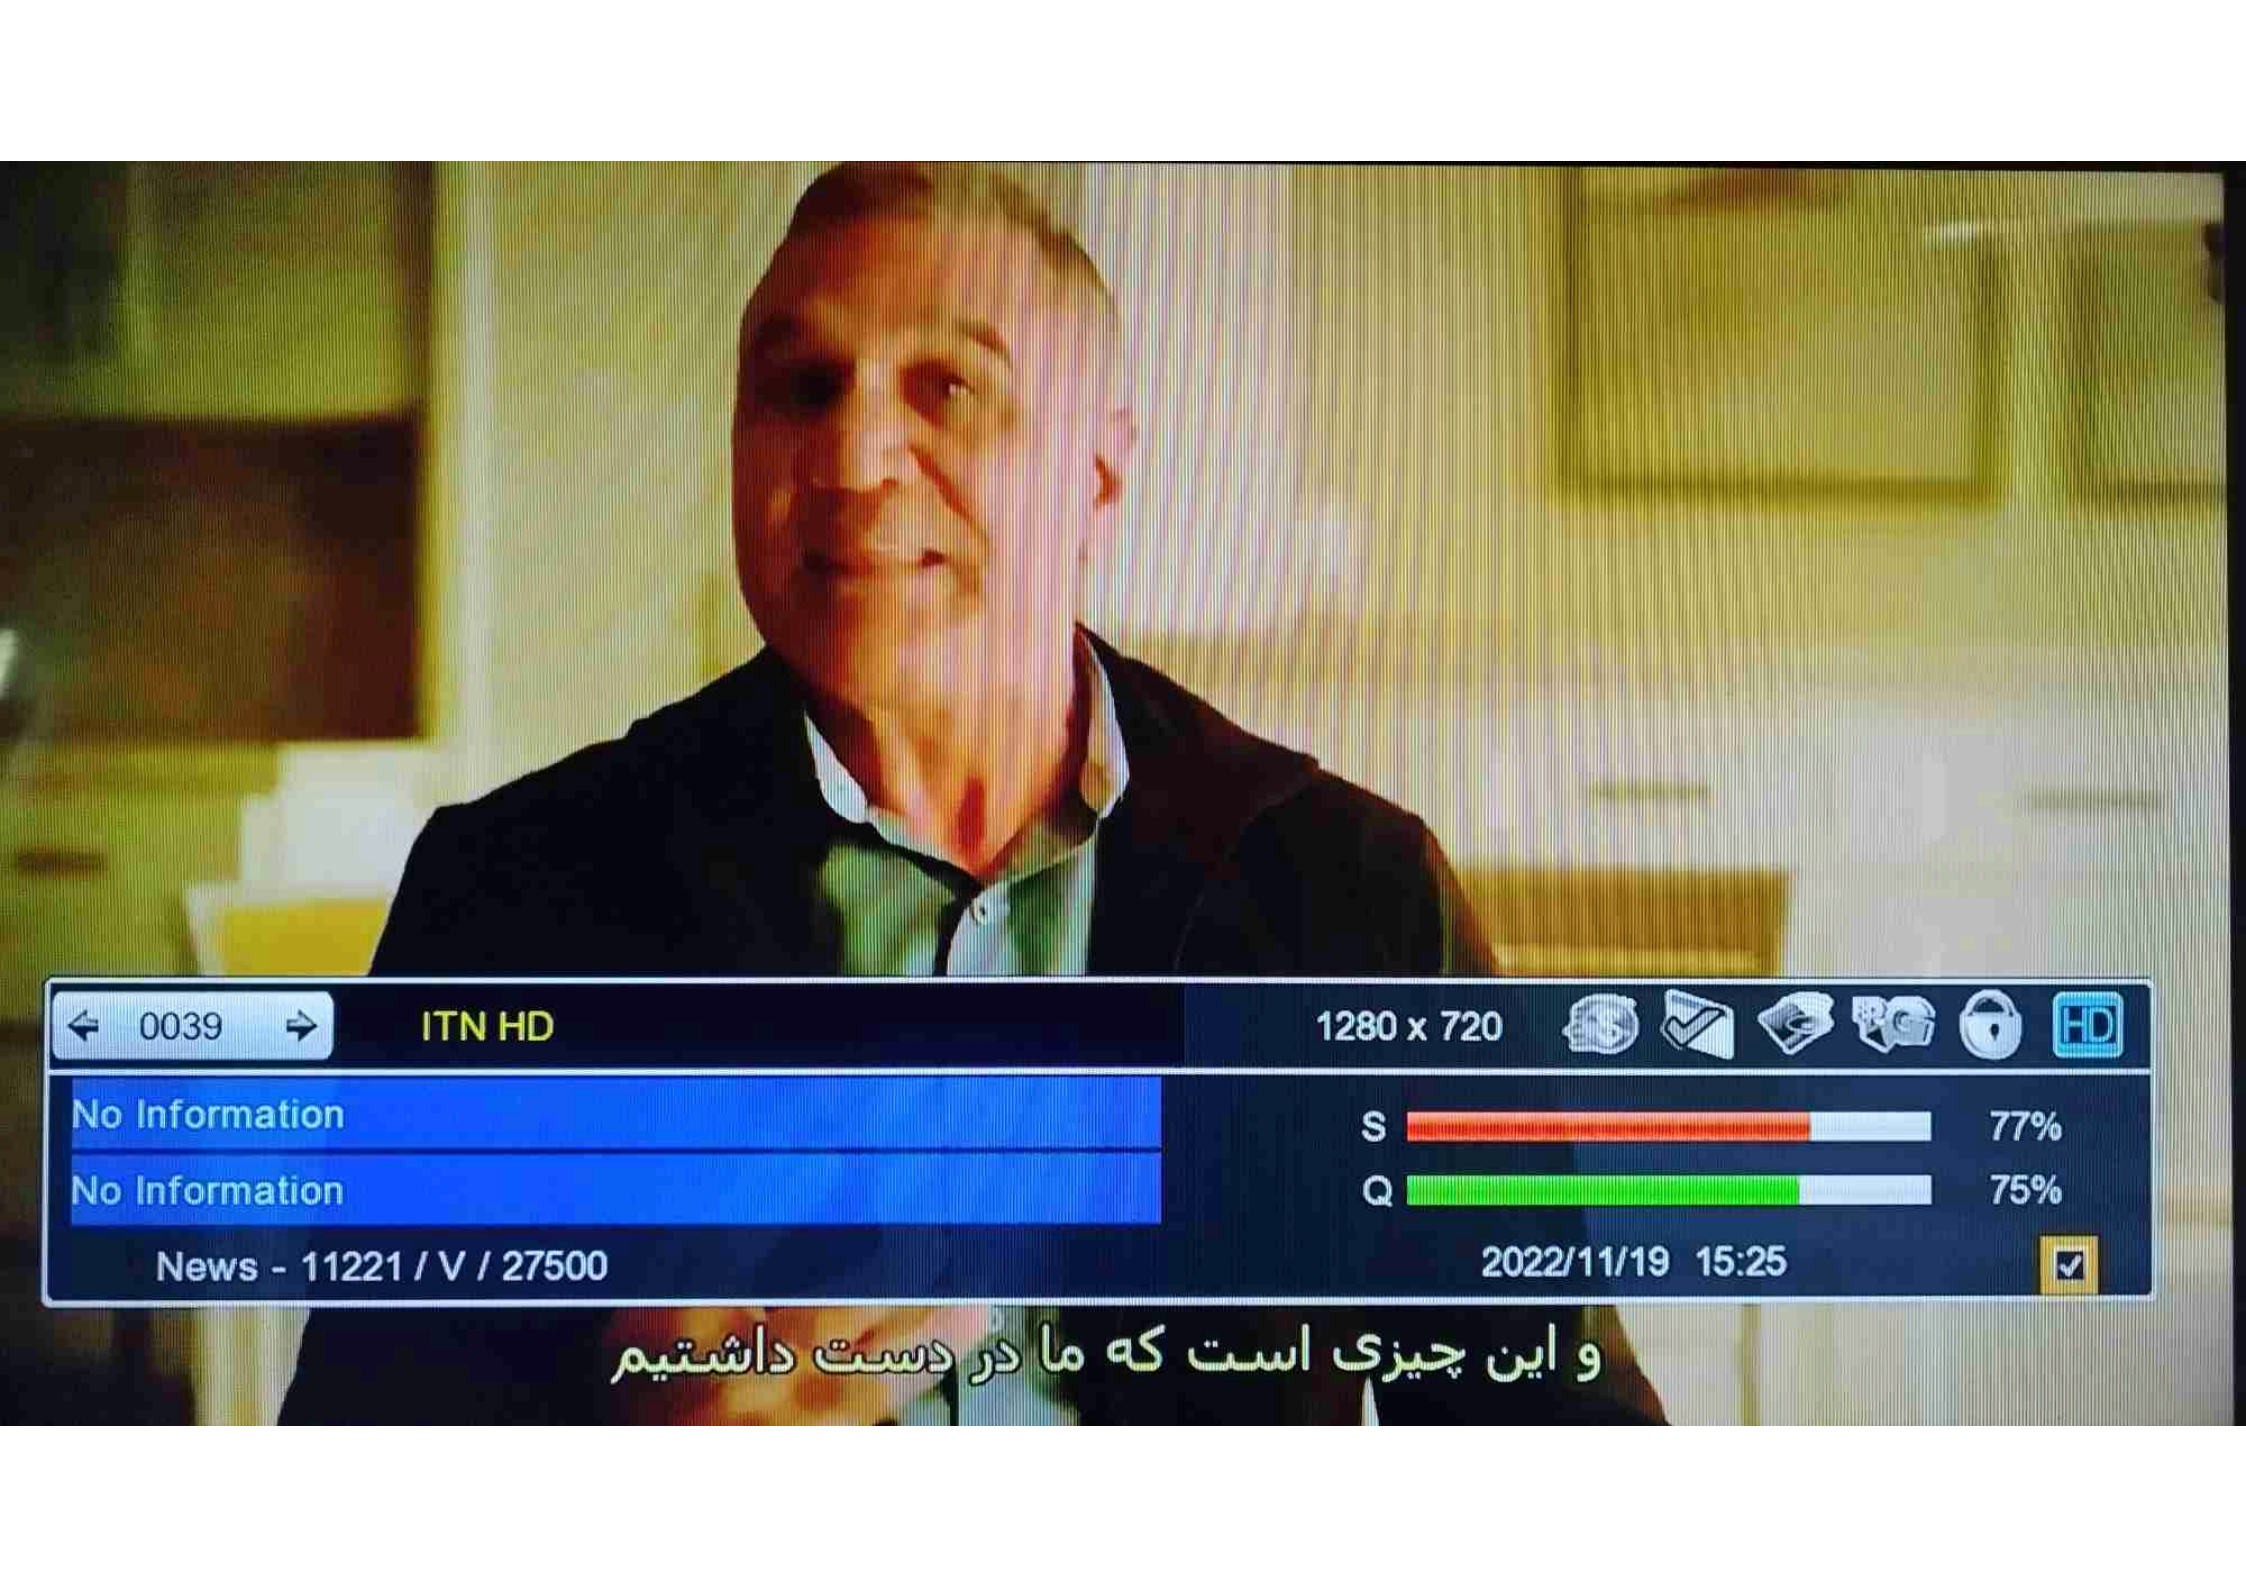 0039 ITN HD 1280 x 720 HD
No Information
S 77%
No Information
Q 75%
News - 11221 / V / 27500 2022/11/19 15:25
و این چیزی است که ما در دست داشتیم